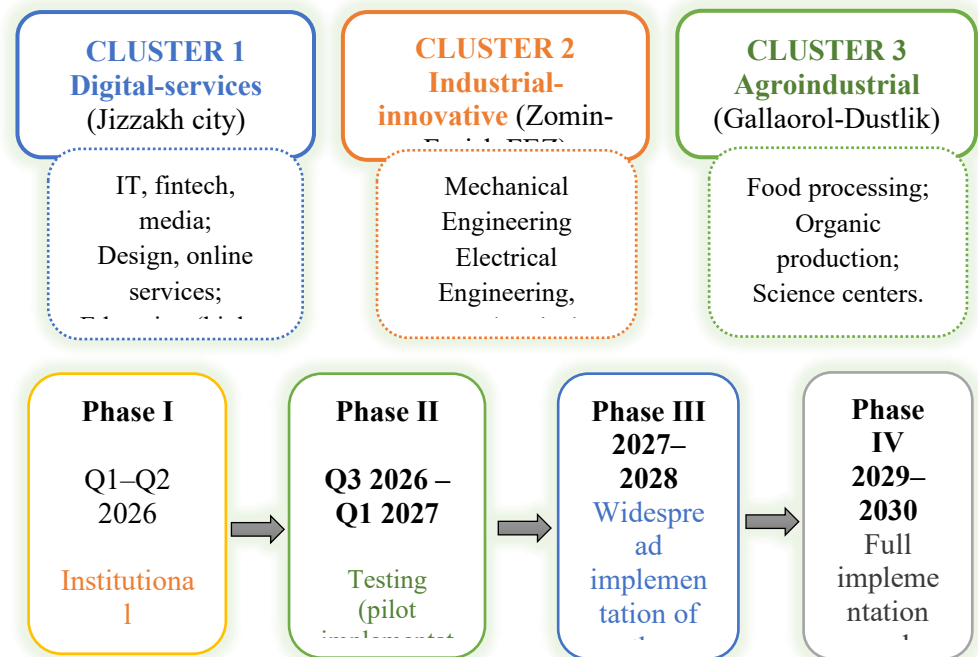 CLUSTER 1
Digital-services
(Jizzakh city)
IT, fintech,
media;
Design, online
services;
CLUSTER 2
Industrial-
innovative (Zomin-
Mechanical
Engineering
Electrical
Engineering,
CLUSTER 3
Agroindustrial
(Gallaorol-Dustlik)
Food processing;
Organic
production;
Science centers.
Phase I
Q1–Q2
2026
Institutiona
l
Phase II
Q3 2026 –
Q1 2027
Testing
(pilot
Phase III
2027–
2028
Widespre
ad
implemen
tation of
Phase
IV
2029–
2030
Full
impleme
ntation